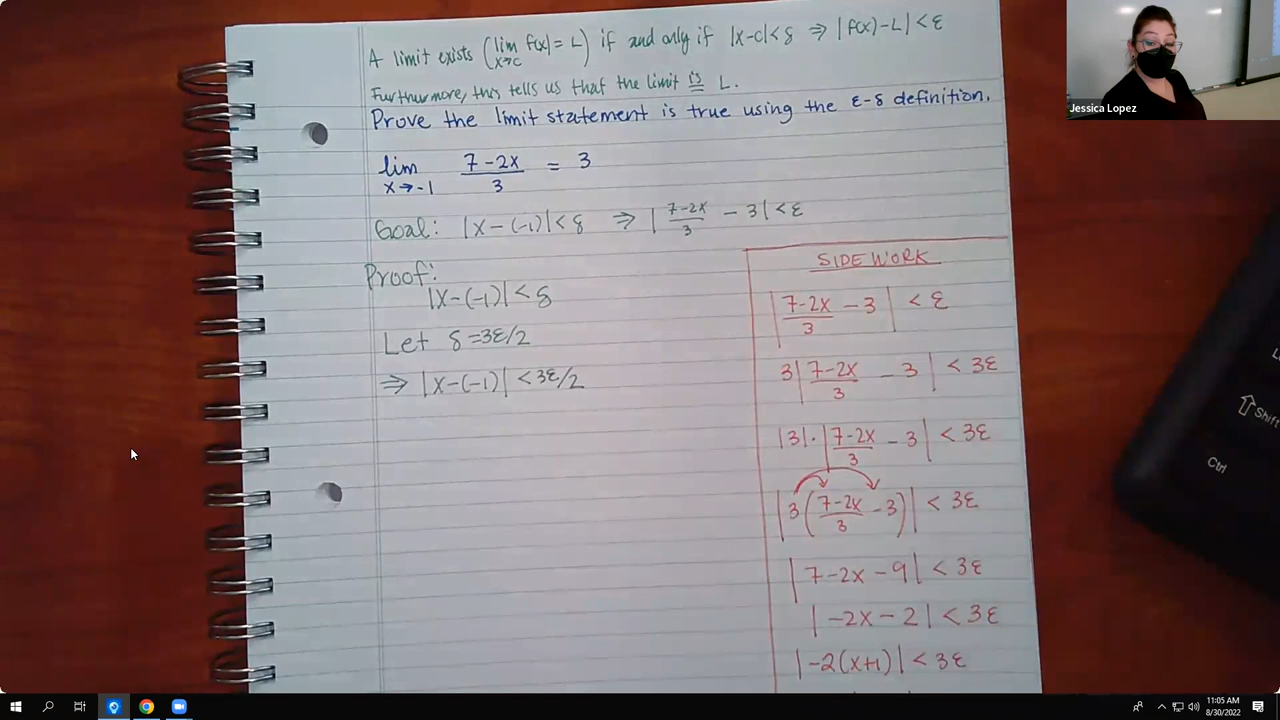 A limit exists (lim x→c f(x) = L) if and only if |x-c|<δ ⇒ |f(x)-L|<ε
Furthermore, this tells us that the limit is L.
Prove the limit statement is true using the ε-δ definition.
lim x→-1 7-2x/3 = 3
Goal: |x-(-1)|<δ ⇒ |7-2x/3 - 3|<ε
Proof:
|x-(-1)|<δ
Let δ=3ε/2
⇒ |x-(-1)|<3ε/2
SIDE WORK
|7-2x/3 - 3| < ε
3|7-2x/3 - 3| < 3ε
|3|·|7-2x/3 - 3| < 3ε
|3(7-2x/3 - 3)| < 3ε
|7-2x-9| < 3ε
|-2x-2| < 3ε
|-2(x+1)| < 3ε
Jessica Lopez
Shift
Ctrl
11:05 AM
8/30/2022